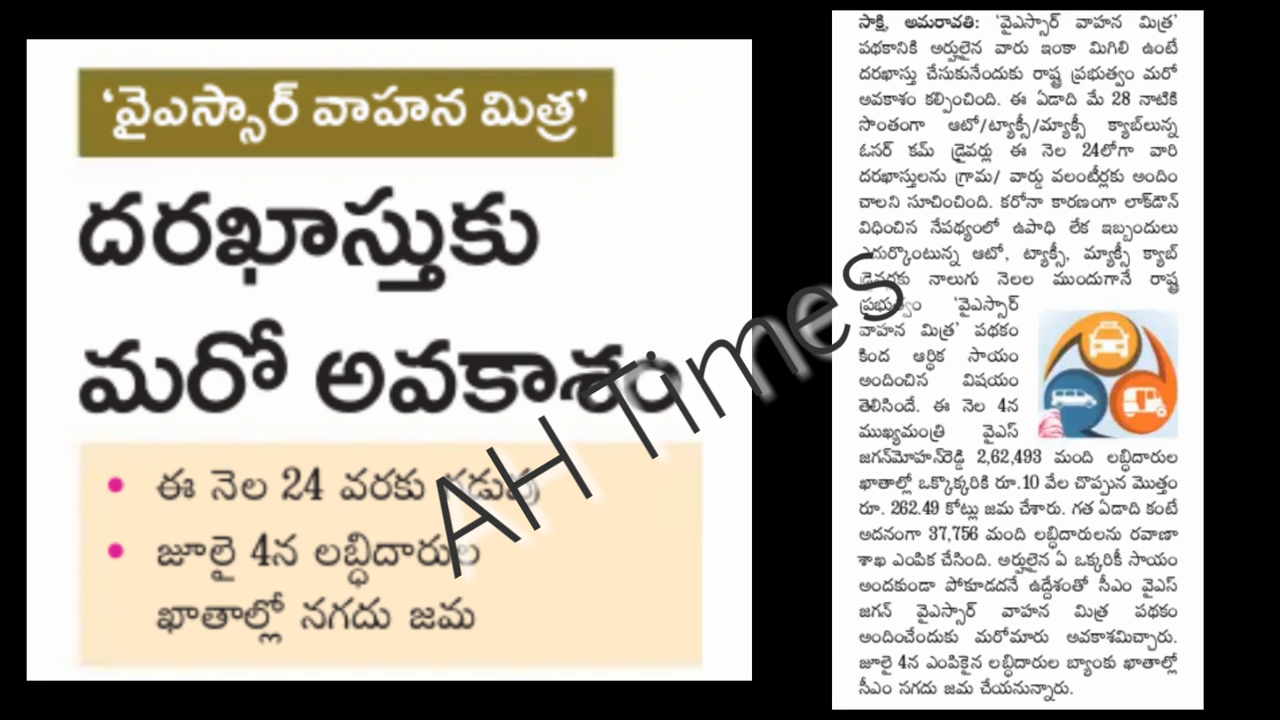 ‘వైఎస్సార్ వాహన మిత్ర’
దరఖాస్తుకు
మరో అవకాశం
• ఈ నెల 24 వరకు గడువు
• జూలై 4న లబ్ధిదారుల
ఖాతాల్లో నగదు జమ
AH Times
సాక్షి, అమరావతి: ‘వైఎస్సార్ వాహన మిత్ర’
పథకానికి అర్హులైన వారు ఇంకా మిగిలి ఉంటే
దరఖాస్తు చేసుకునేందుకు రాష్ట్ర ప్రభుత్వం మరో
అవకాశం కల్పించింది. ఈ ఏడాది మే 28 నాటికి
సొంతంగా ఆటో/ట్యాక్సీ/మ్యాక్సీ క్యాబ్‌లున్న
ఓనర్ కమ్ డ్రైవర్లు ఈ నెల 24లోగా వారి
దరఖాస్తులను గ్రామ/ వార్డు వలంటీర్లకు అందిం
చాలని సూచించింది. కరోనా కారణంగా లాక్‌డౌన్
విధించిన నేపథ్యంలో ఉపాధి లేక ఇబ్బందులు
ఎదుర్కొంటున్న ఆటో, ట్యాక్సీ, మ్యాక్సీ క్యాబ్
డ్రైవర్లకు నాలుగు నెలల ముందుగానే రాష్ట్ర
ప్రభుత్వం ‘వైఎస్సార్
వాహన మిత్ర’ పథకం
కింద ఆర్థిక సాయం
అందించిన విషయం
తెలిసిందే. ఈ నెల 4న
ముఖ్యమంత్రి వైఎస్
జగన్‌మోహన్‌రెడ్డి 2,62,493 మంది లబ్ధిదారుల
ఖాతాల్లో ఒక్కొక్కరికి రూ.10 వేల చొప్పున మొత్తం
రూ. 262.49 కోట్లు జమ చేశారు. గత ఏడాది కంటే
అదనంగా 37,756 మంది లబ్ధిదారులను రవాణా
శాఖ ఎంపిక చేసింది. అర్హులైన ఏ ఒక్కరికీ సాయం
అందకుండా పోకూడదనే ఉద్దేశంతో సీఎం వైఎస్
జగన్ వైఎస్సార్ వాహన మిత్ర పథకం
అందించేందుకు మరోమారు అవకాశమిచ్చారు.
జూలై 4న ఎంపికైన లబ్ధిదారుల బ్యాంకు ఖాతాల్లో
సీఎం నగదు జమ చేయనున్నారు.